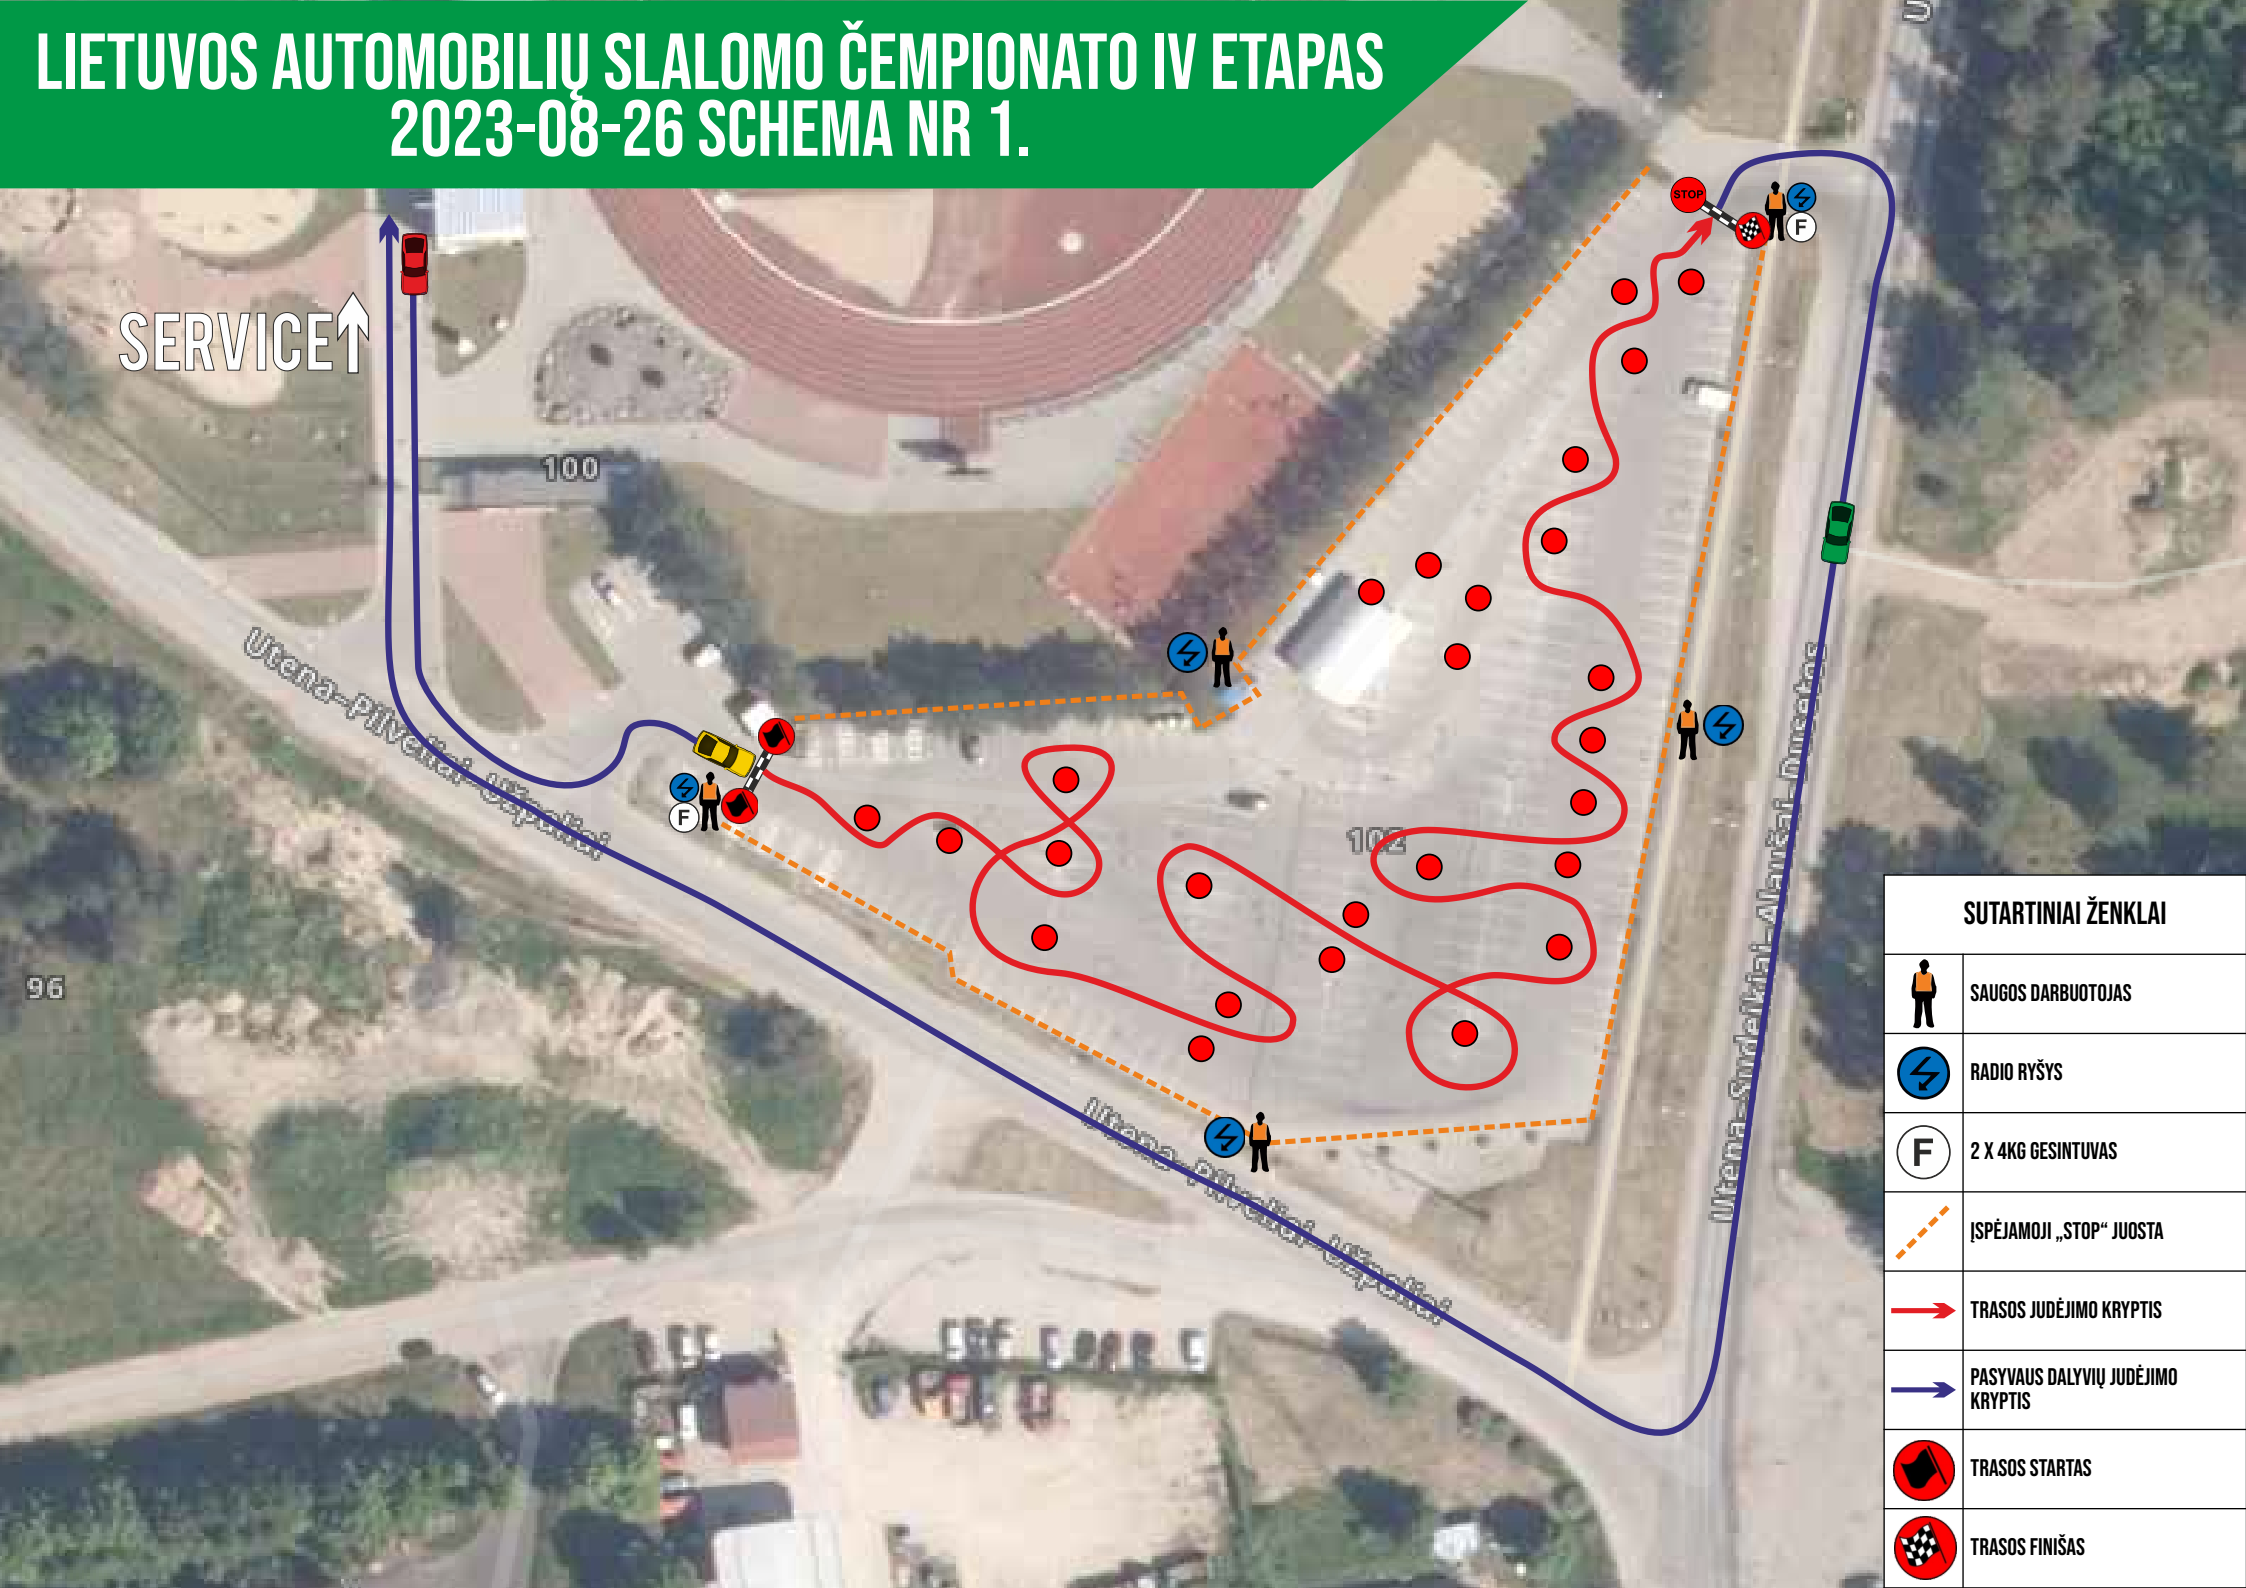 LIETUVOS AUTOMOBILIŲ SLALOMO ČEMPIONATO IV ETAPAS
2023-08-26 SCHEMA NR 1.
U
STOP
F
SERVICE
100
Utena-Pilveliai-Užpaliai
F
102
Utena-Sudeikiai-Alaušai-Dusetos
96
Utena-Pilveliai-Užpaliai
SUTARTINIAI ŽENKLAI
SAUGOS DARBUOTOJAS
RADIO RYŠYS
F
2 X 4KG GESINTUVAS
ĮSPĖJAMOJI „STOP“ JUOSTA
TRASOS JUDĖJIMO KRYPTIS
PASYVAUS DALYVIŲ JUDĖJIMO
KRYPTIS
TRASOS STARTAS
TRASOS FINIŠAS